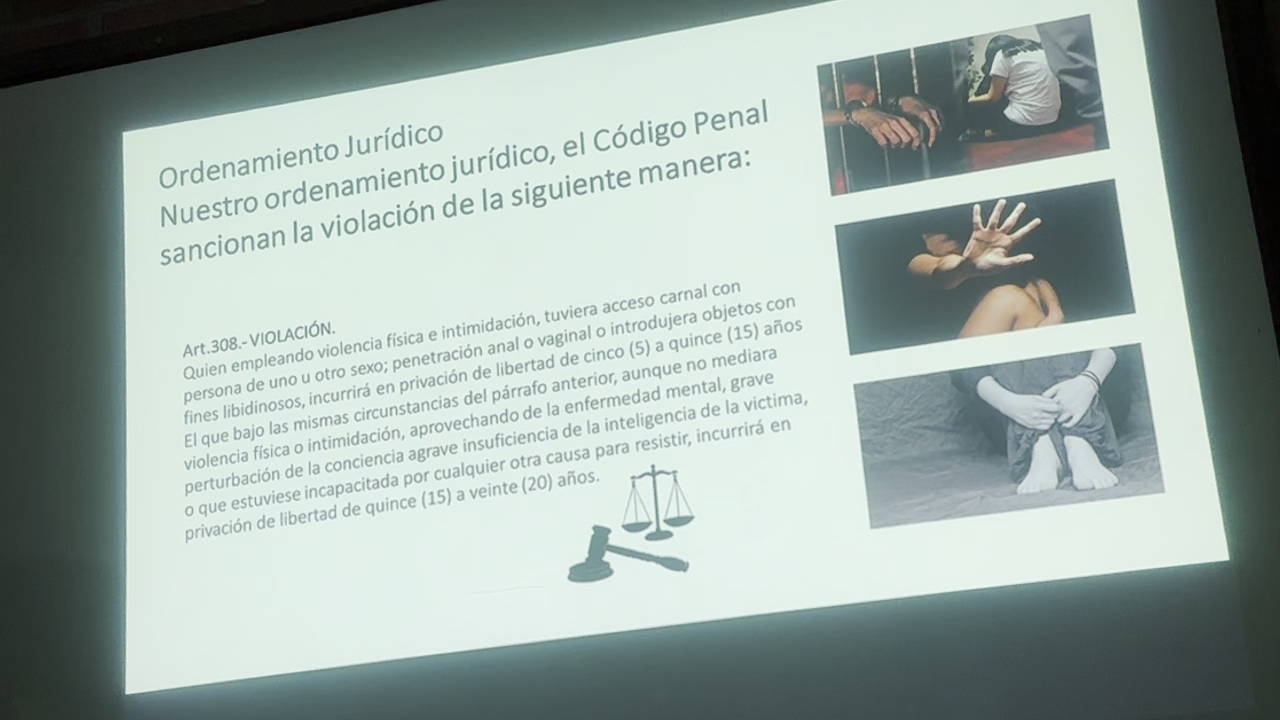 Ordenamiento Jurídico
Nuestro ordenamiento jurídico, el Código Penal
sancionan la violación de la siguiente manera:
Art.308.- VIOLACIÓN.
Quien empleando violencia física e intimidación, tuviera acceso carnal con
persona de uno u otro sexo; penetración anal o vaginal o introdujera objetos con
fines libidinosos, incurrirá en privación de libertad de cinco (5) a quince (15) años
El que bajo las mismas circunstancias del párrafo anterior, aunque no mediara
violencia física o intimidación, aprovechando de la enfermedad mental, grave
perturbación de la conciencia agrave insuficiencia de la inteligencia de la victima,
o que estuviese incapacitada por cualquier otra causa para resistir, incurrirá en
privación de libertad de quince (15) a veinte (20) años.